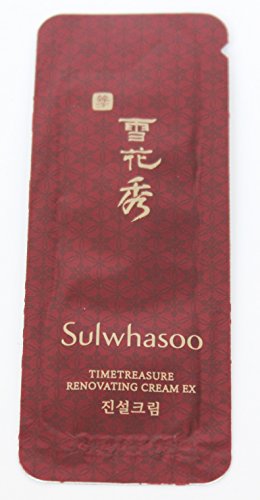 雪花秀
Sulwhasoo
TIMETREASURE
RENOVATING CREAM EX
진설크림